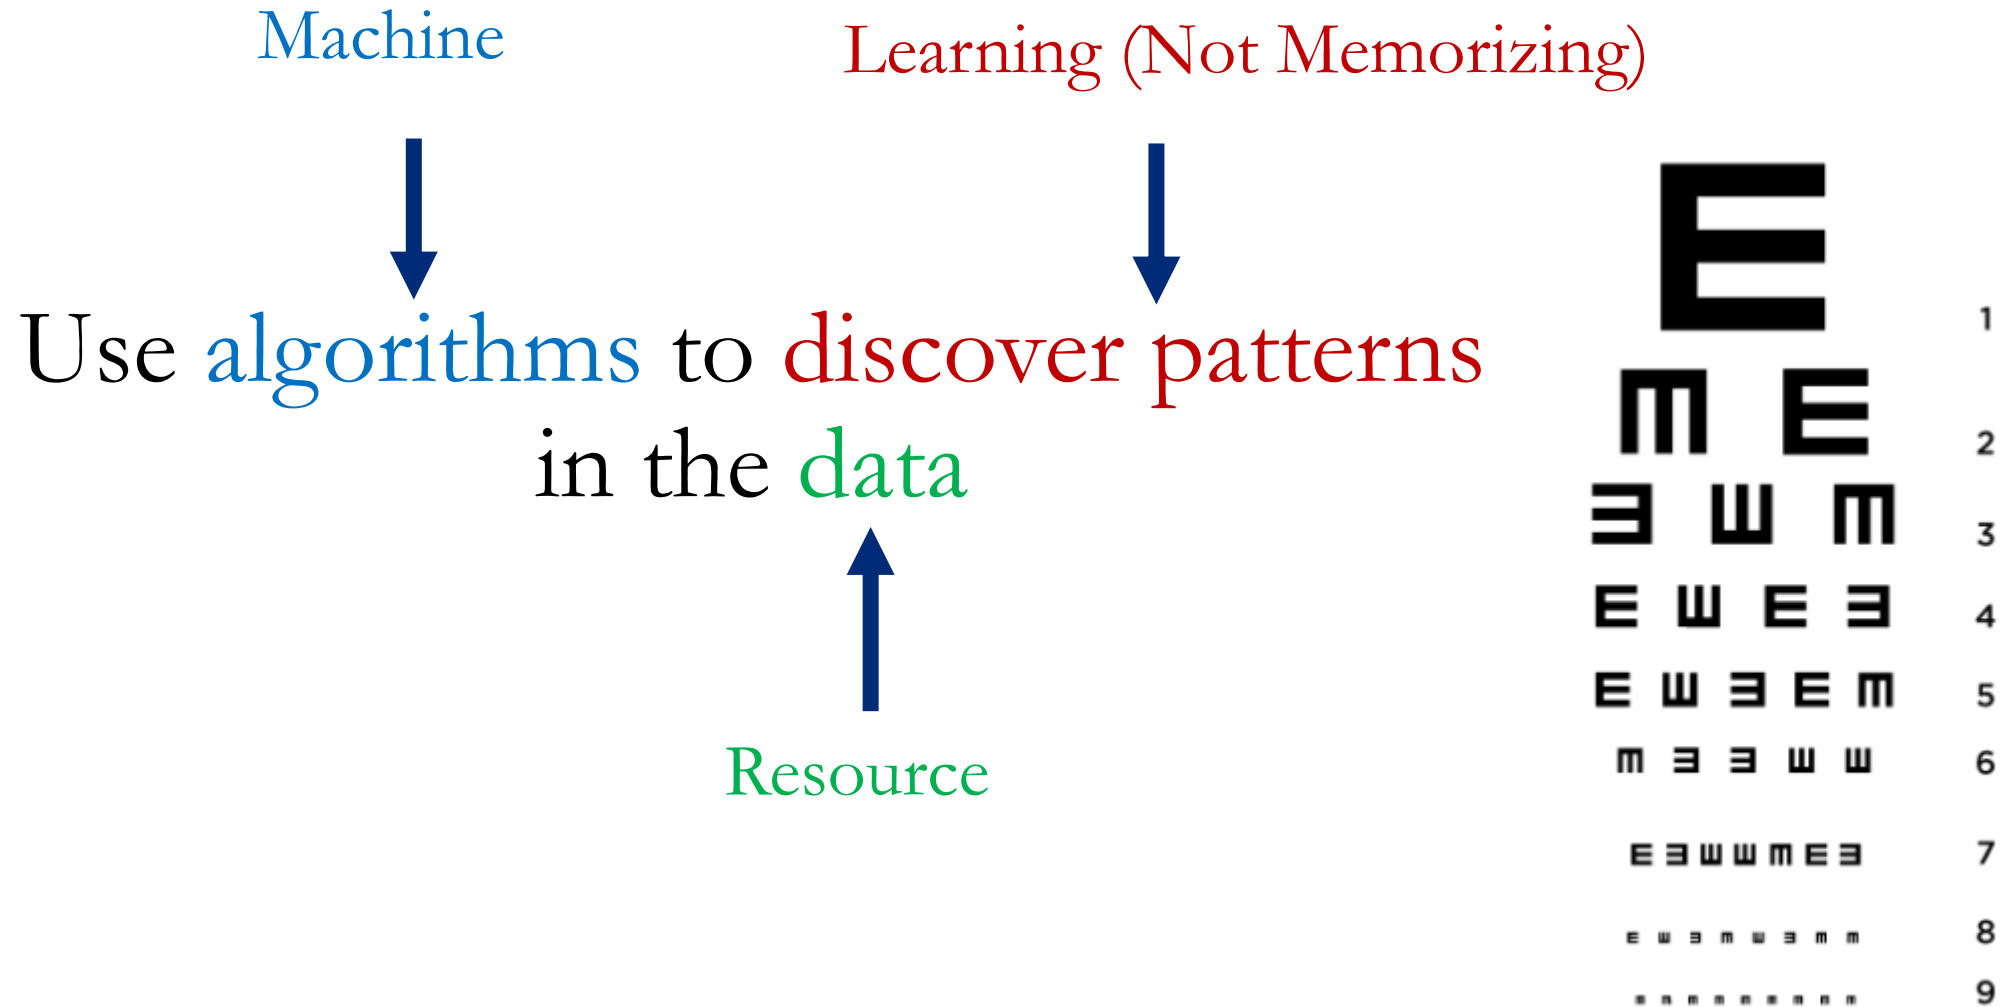 Machine
Learning (Not Memorizing)
Use algorithms to discover patterns
in the data
Resource
E 1
E E 2
E E E 3
E E E E 4
E E E E E 5
E E E E E 6
E E E E E E E 7
E E E E E E E E 8
9